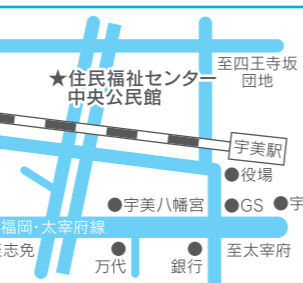 至四王寺坂
団地
★住民福祉センター
中央公民館
宇美駅
●役場
●宇美八幡宮
●GS
●宇
福岡・太宰府線
至志免
万代
銀行
至太宰府